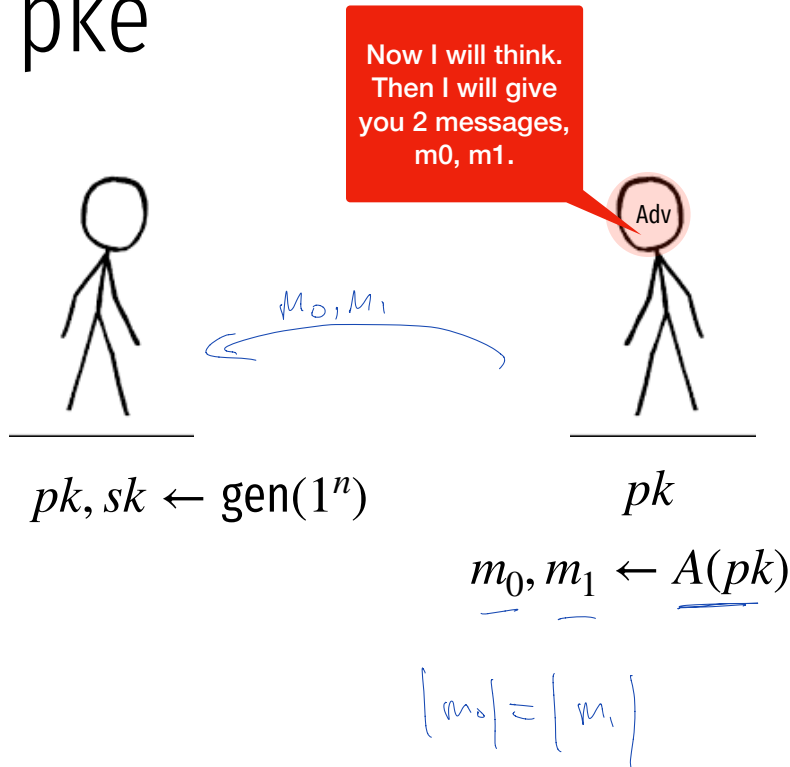 pke
Now I will think.
Then I will give
you 2 messages,
m0, m1.
Adv
M0, M1
pk, sk ← gen(1ⁿ)
pk
m₀, m₁ ← A(pk)
|m₀| = |m₁|